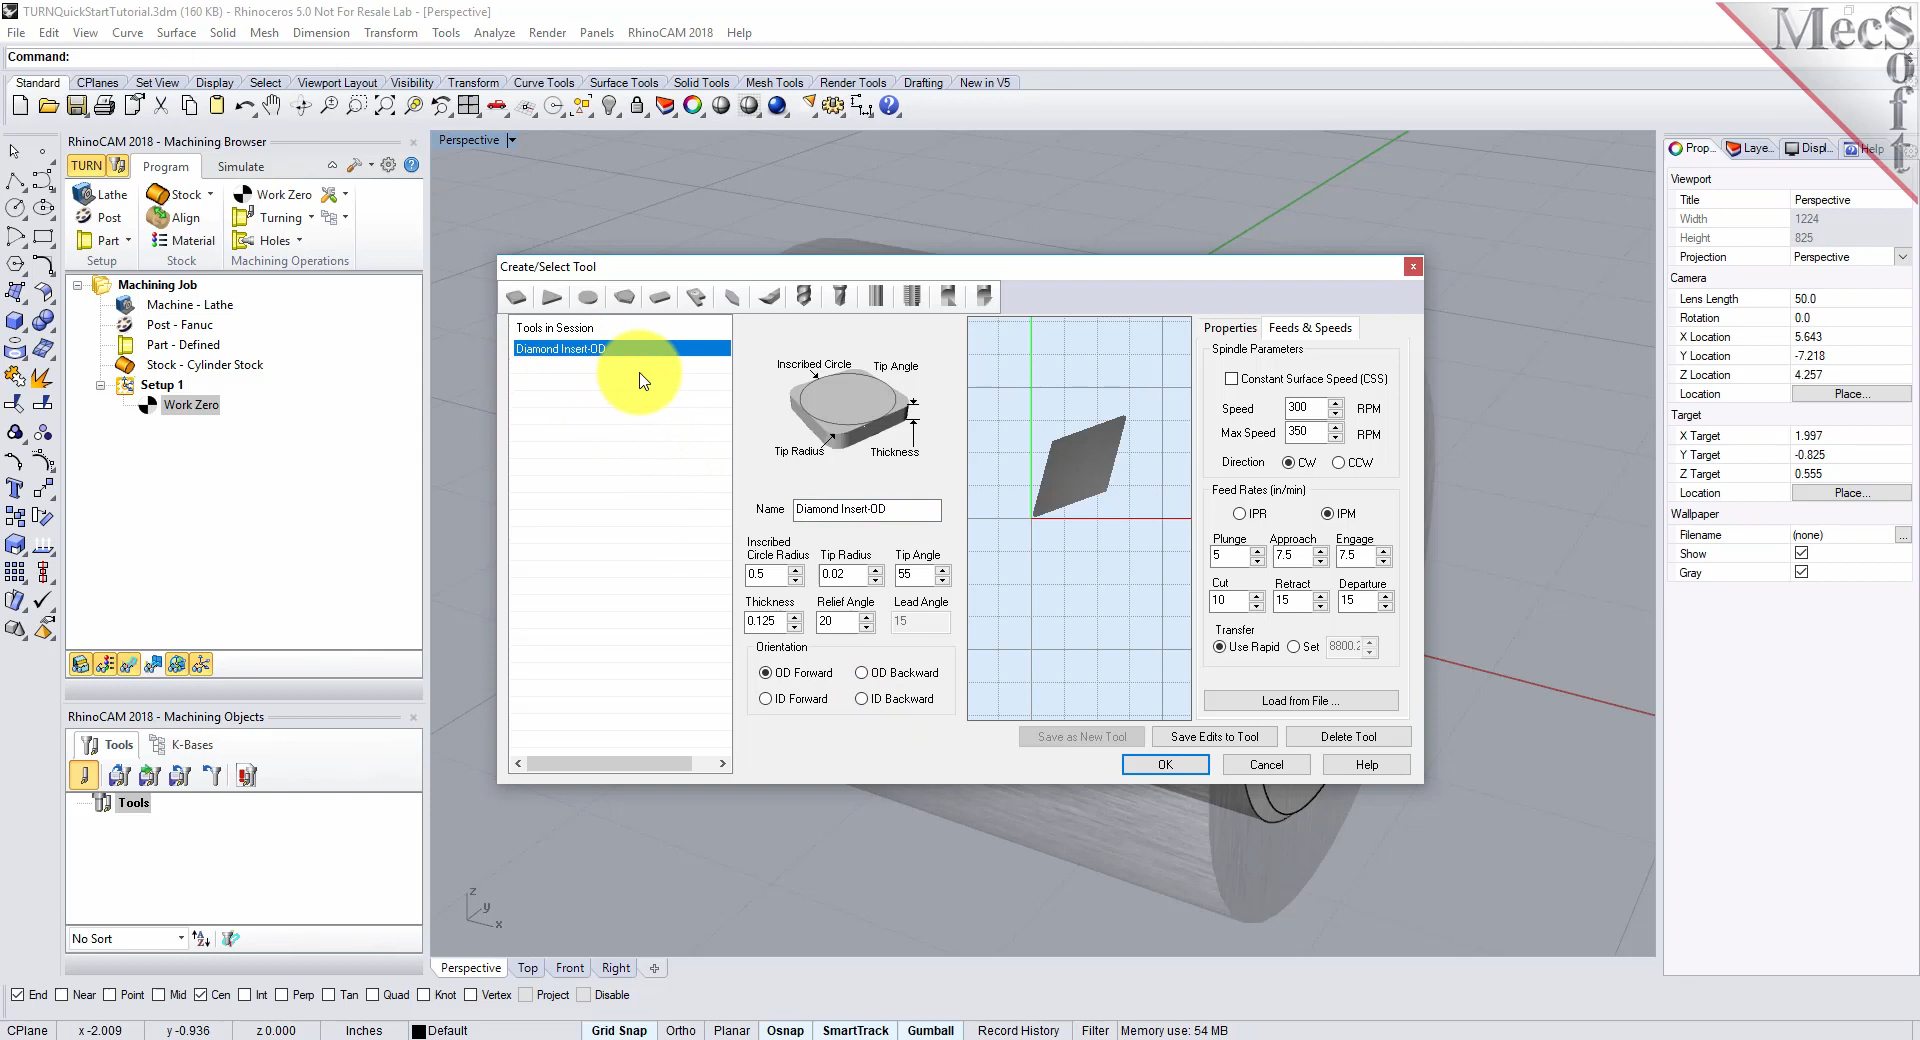 TURNQuickStartTutorial.3dm (160 KB) - Rhinoceros 5.0 Not For Resale Lab - [Perspective]
MecSoft
File Edit View Curve Surface Solid Mesh Dimension Transform Tools Analyze Render Panels RhinoCAM 2018 Help
Command:
Standard CPlanes Set View Display Select Viewport Layout Visibility Transform Curve Tools Surface Tools Solid Tools Mesh Tools Render Tools Drafting New in V5
RhinoCAM 2018 - Machining Browser
TURN Program Simulate
Lathe Stock Work Zero
Post Align Turning
Part Material Holes
Setup Stock Machining Operations
Machining Job
Machine - Lathe
Post - Fanuc
Part - Defined
Stock - Cylinder Stock
Setup 1
Work Zero
RhinoCAM 2018 - Machining Objects
Tools K-Bases
Tools
No Sort
Perspective
Create/Select Tool
Tools in Session
Diamond Insert-OD
Inscribed Circle Tip Angle
Tip Radius Thickness
Name Diamond Insert-OD
Inscribed
Circle Radius Tip Radius Tip Angle
0.5 0.02 55
Thickness Relief Angle Lead Angle
0.125 20 15
Orientation
OD Forward OD Backward
ID Forward ID Backward
Properties Feeds & Speeds
Spindle Parameters
Constant Surface Speed (CSS)
Speed 300 RPM
Max Speed 350 RPM
Direction CW CCW
Feed Rates (in/min)
IPR IPM
Plunge Approach Engage
5 7.5 7.5
Cut Retract Departure
10 15 15
Transfer
Use Rapid Set 8800.
Load from File ...
Save as New Tool Save Edits to Tool Delete Tool
OK Cancel Help
z
y
x
Perspective Top Front Right
Prop... Laye... Displ... Help
Viewport
Title Perspective
Width 1224
Height 825
Projection Perspective
Camera
Lens Length 50.0
Rotation 0.0
X Location 5.643
Y Location -7.218
Z Location 4.257
Location Place...
Target
X Target 1.997
Y Target -0.825
Z Target 0.555
Location Place...
Wallpaper
Filename (none) ...
Show
Gray
End Near Point Mid Cen Int Perp Tan Quad Knot Vertex Project Disable
CPlane x -2.009 y -0.936 z 0.000 Inches Default Grid Snap Ortho Planar Osnap SmartTrack Gumball Record History Filter Memory use: 54 MB